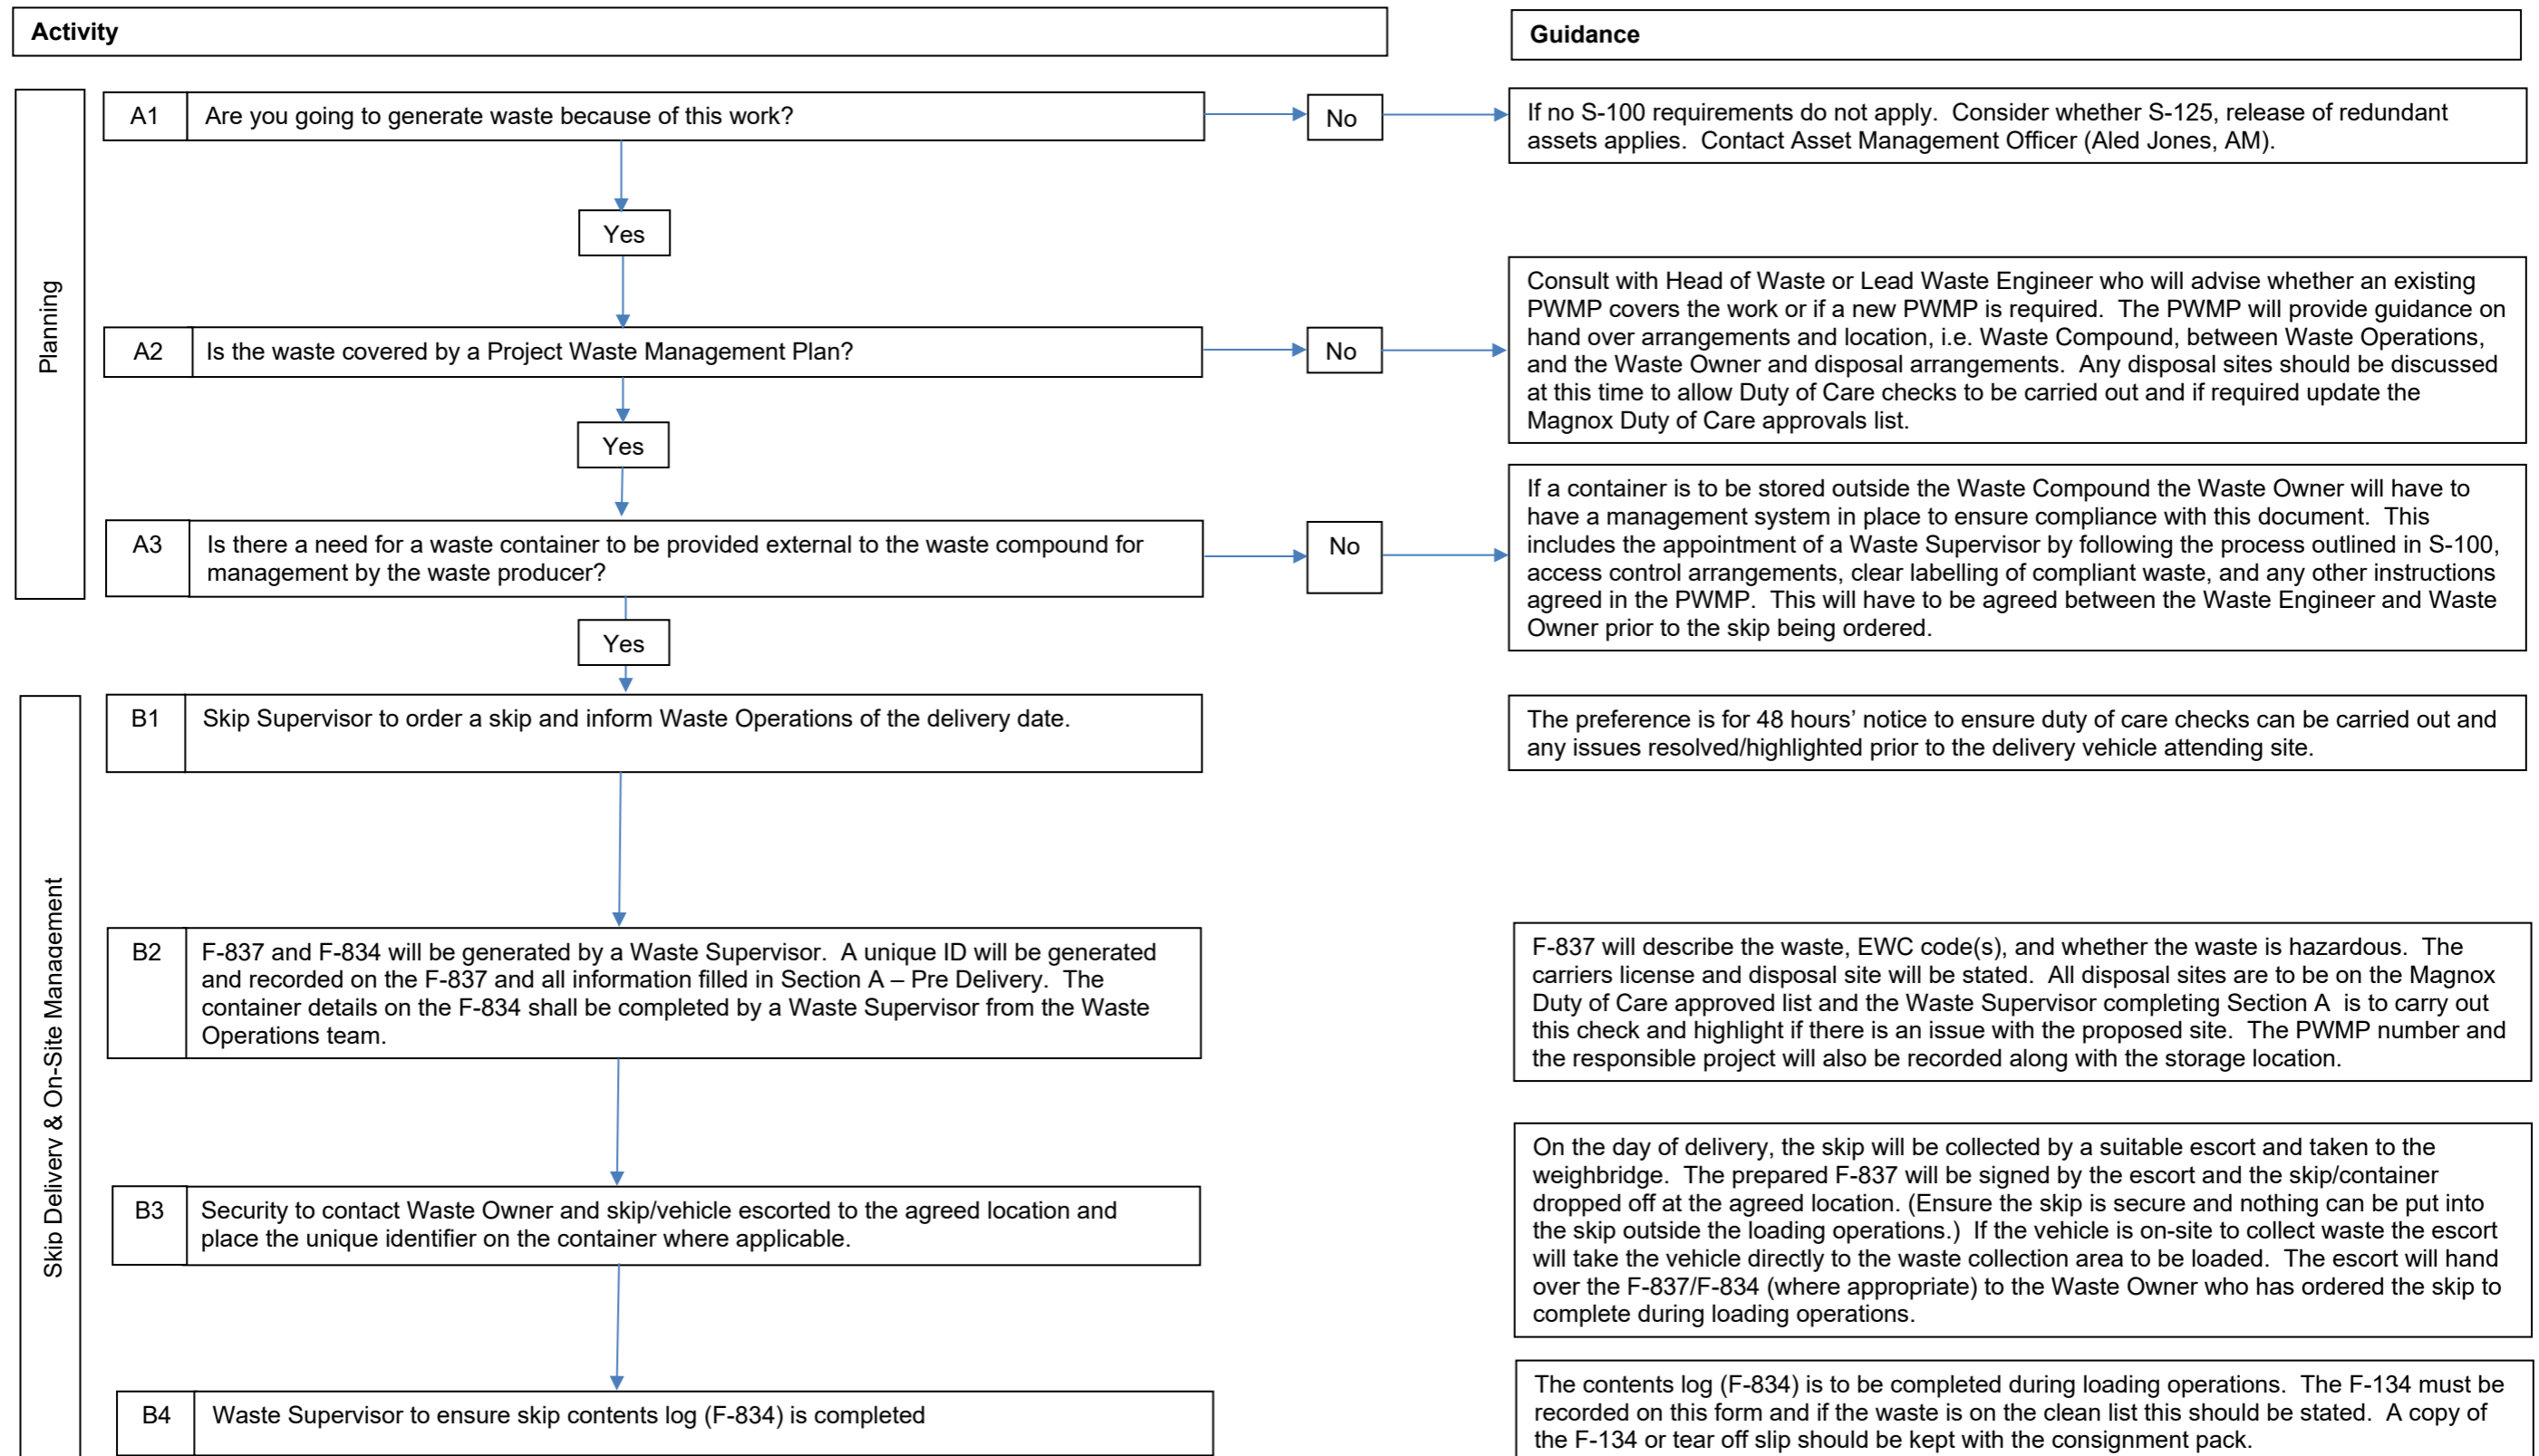 Activity
Guidance
Planning
A1
Are you going to generate waste because of this work?
No
If no S-100 requirements do not apply.  Consider whether S-125, release of redundant
assets applies.  Contact Asset Management Officer (Aled Jones, AM).
Yes
A2
Is the waste covered by a Project Waste Management Plan?
No
Consult with Head of Waste or Lead Waste Engineer who will advise whether an existing
PWMP covers the work or if a new PWMP is required.  The PWMP will provide guidance on
hand over arrangements and location, i.e. Waste Compound, between Waste Operations,
and the Waste Owner and disposal arrangements.  Any disposal sites should be discussed
at this time to allow Duty of Care checks to be carried out and if required update the
Magnox Duty of Care approvals list.
Yes
A3
Is there a need for a waste container to be provided external to the waste compound for
management by the waste producer?
No
If a container is to be stored outside the Waste Compound the Waste Owner will have to
have a management system in place to ensure compliance with this document.  This
includes the appointment of a Waste Supervisor by following the process outlined in S-100,
access control arrangements, clear labelling of compliant waste, and any other instructions
agreed in the PWMP.  This will have to be agreed between the Waste Engineer and Waste
Owner prior to the skip being ordered.
Yes
Skip Delivery & On-Site Management
B1
Skip Supervisor to order a skip and inform Waste Operations of the delivery date.
The preference is for 48 hours’ notice to ensure duty of care checks can be carried out and
any issues resolved/highlighted prior to the delivery vehicle attending site.
B2
F-837 and F-834 will be generated by a Waste Supervisor.  A unique ID will be generated
and recorded on the F-837 and all information filled in Section A – Pre Delivery.  The
container details on the F-834 shall be completed by a Waste Supervisor from the Waste
Operations team.
F-837 will describe the waste, EWC code(s), and whether the waste is hazardous.  The
carriers license and disposal site will be stated.  All disposal sites are to be on the Magnox
Duty of Care approved list and the Waste Supervisor completing Section A  is to carry out
this check and highlight if there is an issue with the proposed site.  The PWMP number and
the responsible project will also be recorded along with the storage location.
B3
Security to contact Waste Owner and skip/vehicle escorted to the agreed location and
place the unique identifier on the container where applicable.
On the day of delivery, the skip will be collected by a suitable escort and taken to the
weighbridge.  The prepared F-837 will be signed by the escort and the skip/container
dropped off at the agreed location. (Ensure the skip is secure and nothing can be put into
the skip outside the loading operations.)  If the vehicle is on-site to collect waste the escort
will take the vehicle directly to the waste collection area to be loaded.  The escort will hand
over the F-837/F-834 (where appropriate) to the Waste Owner who has ordered the skip to
complete during loading operations.
B4
Waste Supervisor to ensure skip contents log (F-834) is completed
The contents log (F-834) is to be completed during loading operations.  The F-134 must be
recorded on this form and if the waste is on the clean list this should be stated.  A copy of
the F-134 or tear off slip should be kept with the consignment pack.